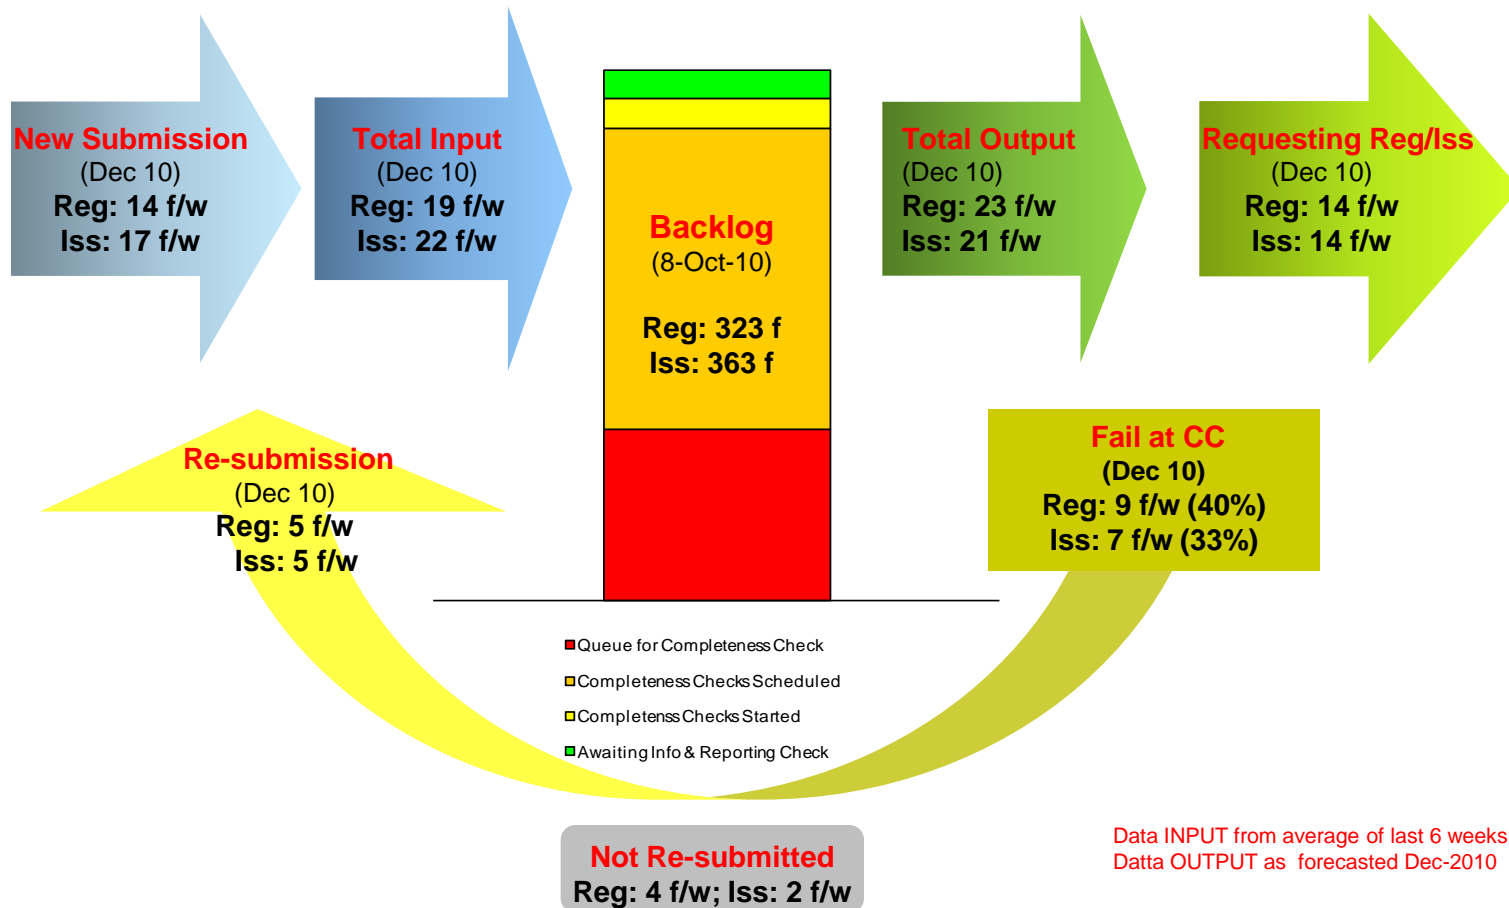 New Submission
(Dec 10)
Reg: 14 f/w
Iss: 17 f/w
Total Input
(Dec 10)
Reg: 19 f/w
Iss: 22 f/w
Backlog
(8-Oct-10)
Reg: 323 f
Iss: 363 f
Total Output
(Dec 10)
Reg: 23 f/w
Iss: 21 f/w
Requesting Reg/Iss
(Dec 10)
Reg: 14 f/w
Iss: 14 f/w
Re-submission
(Dec 10)
Reg: 5 f/w
Iss: 5 f/w
Fail at CC
(Dec 10)
Reg: 9 f/w (40%)
Iss: 7 f/w (33%)
Queue for Completeness Check
Completeness Checks Scheduled
Completenss Checks Started
Awaiting Info & Reporting Check
Not Re-submitted
Reg: 4 f/w; Iss: 2 f/w
Data INPUT from average of last 6 weeks
Datta OUTPUT as forecasted Dec-2010